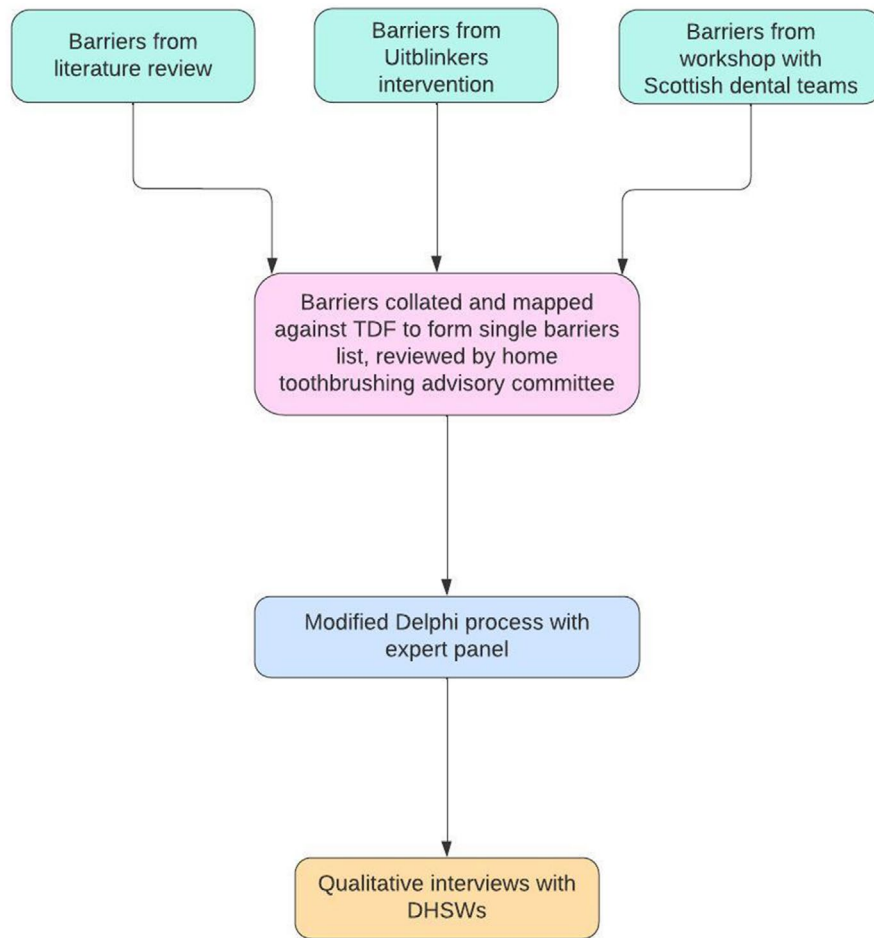 Barriers from
literature review
Barriers from
Uitblinkers
intervention
Barriers from
workshop with
Scottish dental teams
Barriers collated and mapped
against TDF to form single barriers
list, reviewed by home
toothbrushing advisory committee
Modified Delphi process with
expert panel
Qualitative interviews with
DHSWs